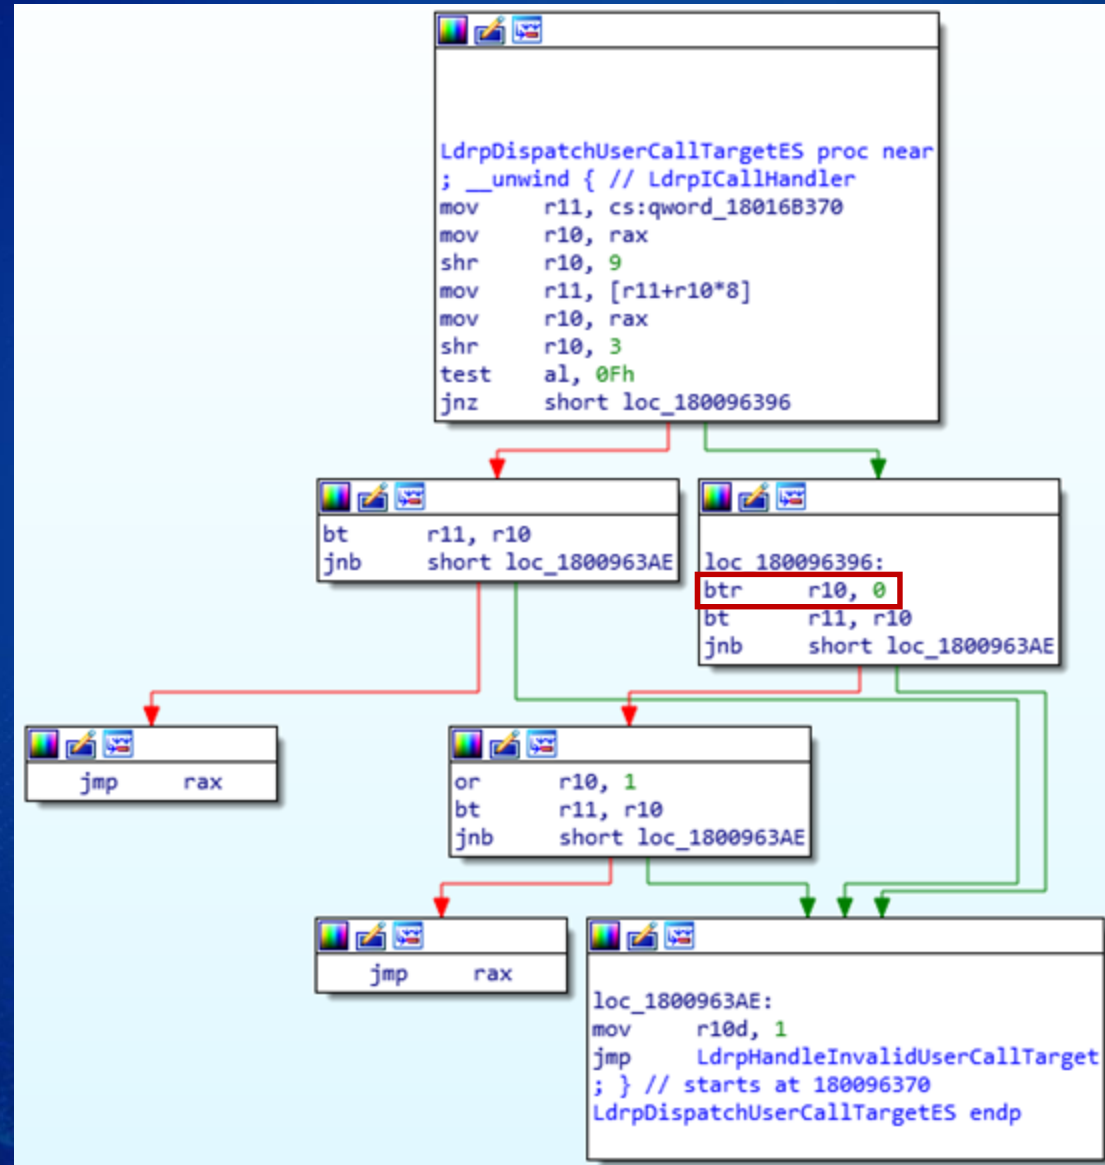 LdrpDispatchUserCallTargetES proc near
; __unwind { // LdrpICallHandler
mov r11, cs:qword_18016B370
mov r10, rax
shr r10, 9
mov r11, [r11+r10*8]
mov r10, rax
shr r10, 3
test al, 0Fh
jnz short loc_180096396
bt r11, r10
jnb short loc_1800963AE
loc_180096396:
btr r10, 0
bt r11, r10
jnb short loc_1800963AE
jmp rax
or r10, 1
bt r11, r10
jnb short loc_1800963AE
jmp rax
loc_1800963AE:
mov r10d, 1
jmp LdrpHandleInvalidUserCallTarget
; } // starts at 180096370
LdrpDispatchUserCallTargetES endp